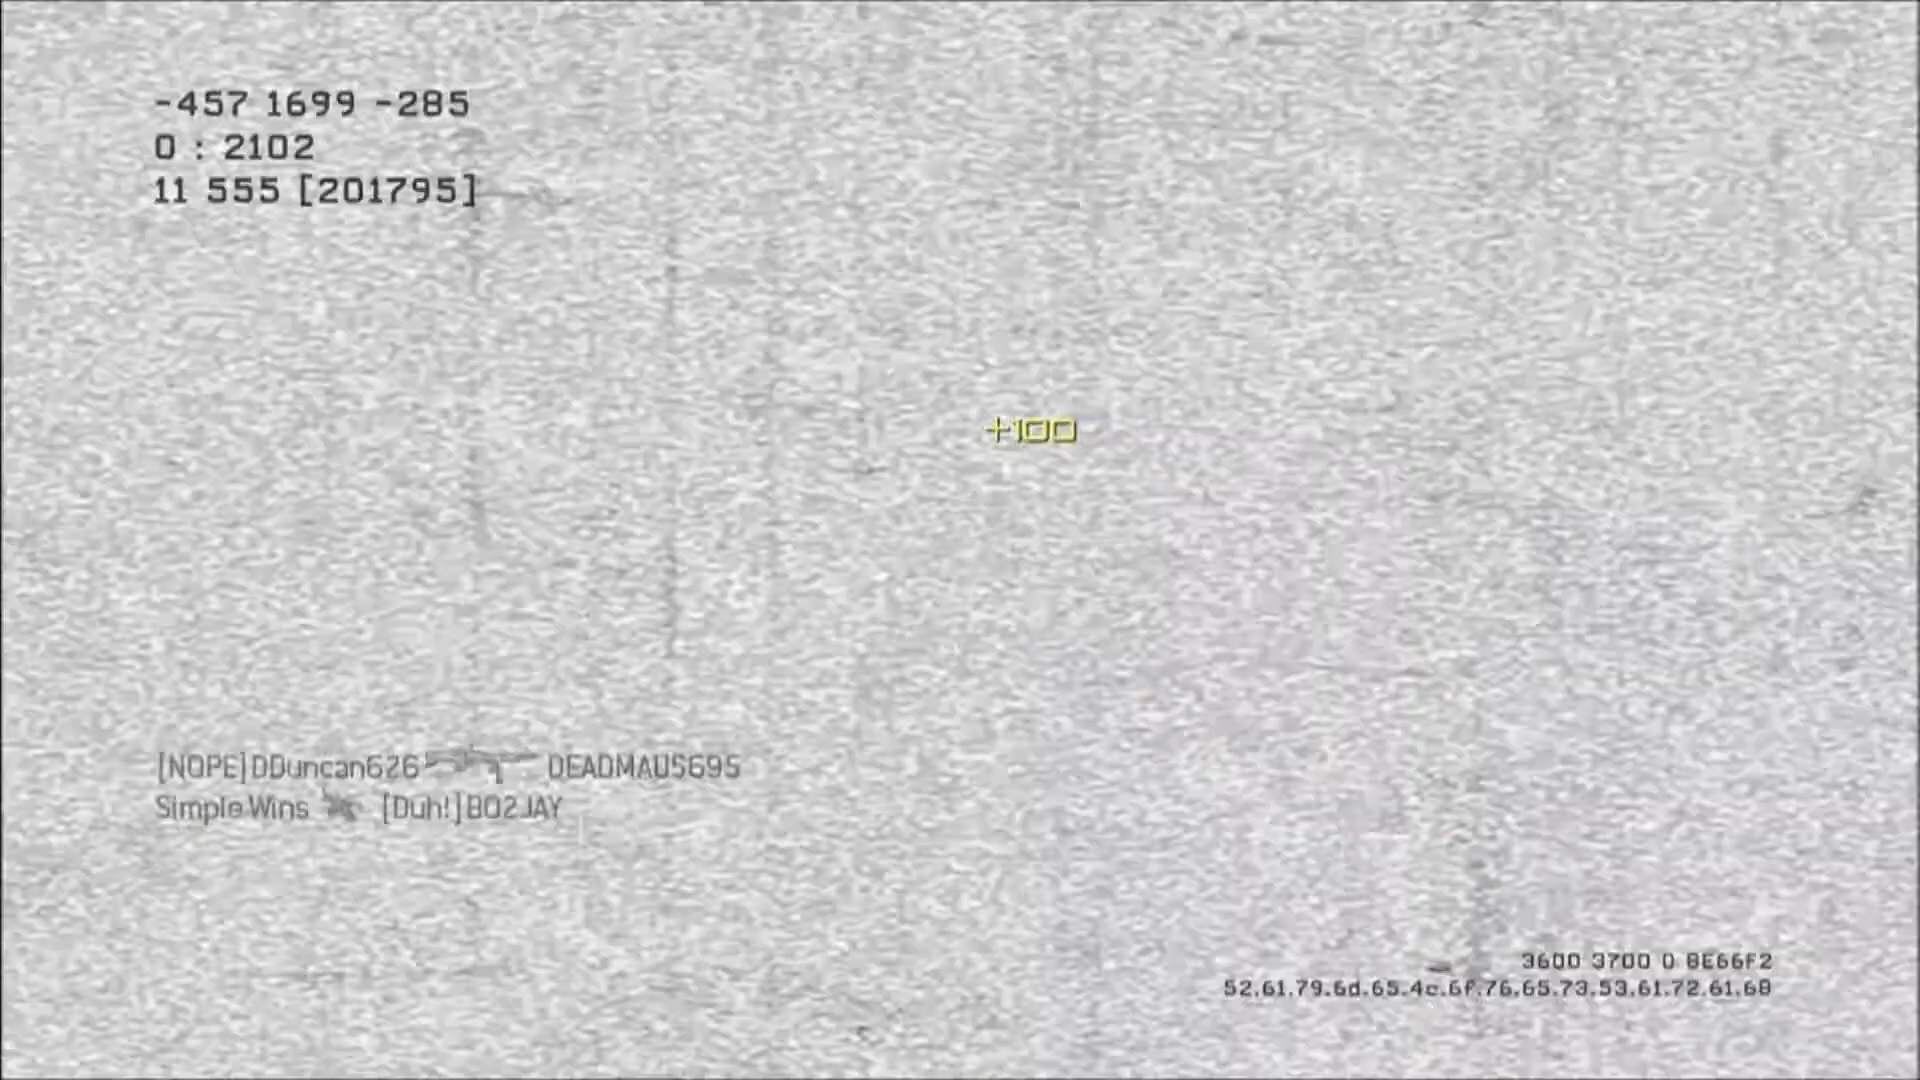 -457 1699 -285
0 : 2102
11 555 [201795]
+100
[NOPE]DDuncan626 DEADMAU5695
Simple Wins [Duh!]BO2JAY
3600 3700 0 8E66F2
52.61.79.6d.65.4c.6f.76.65.73.53.61.72.61.68